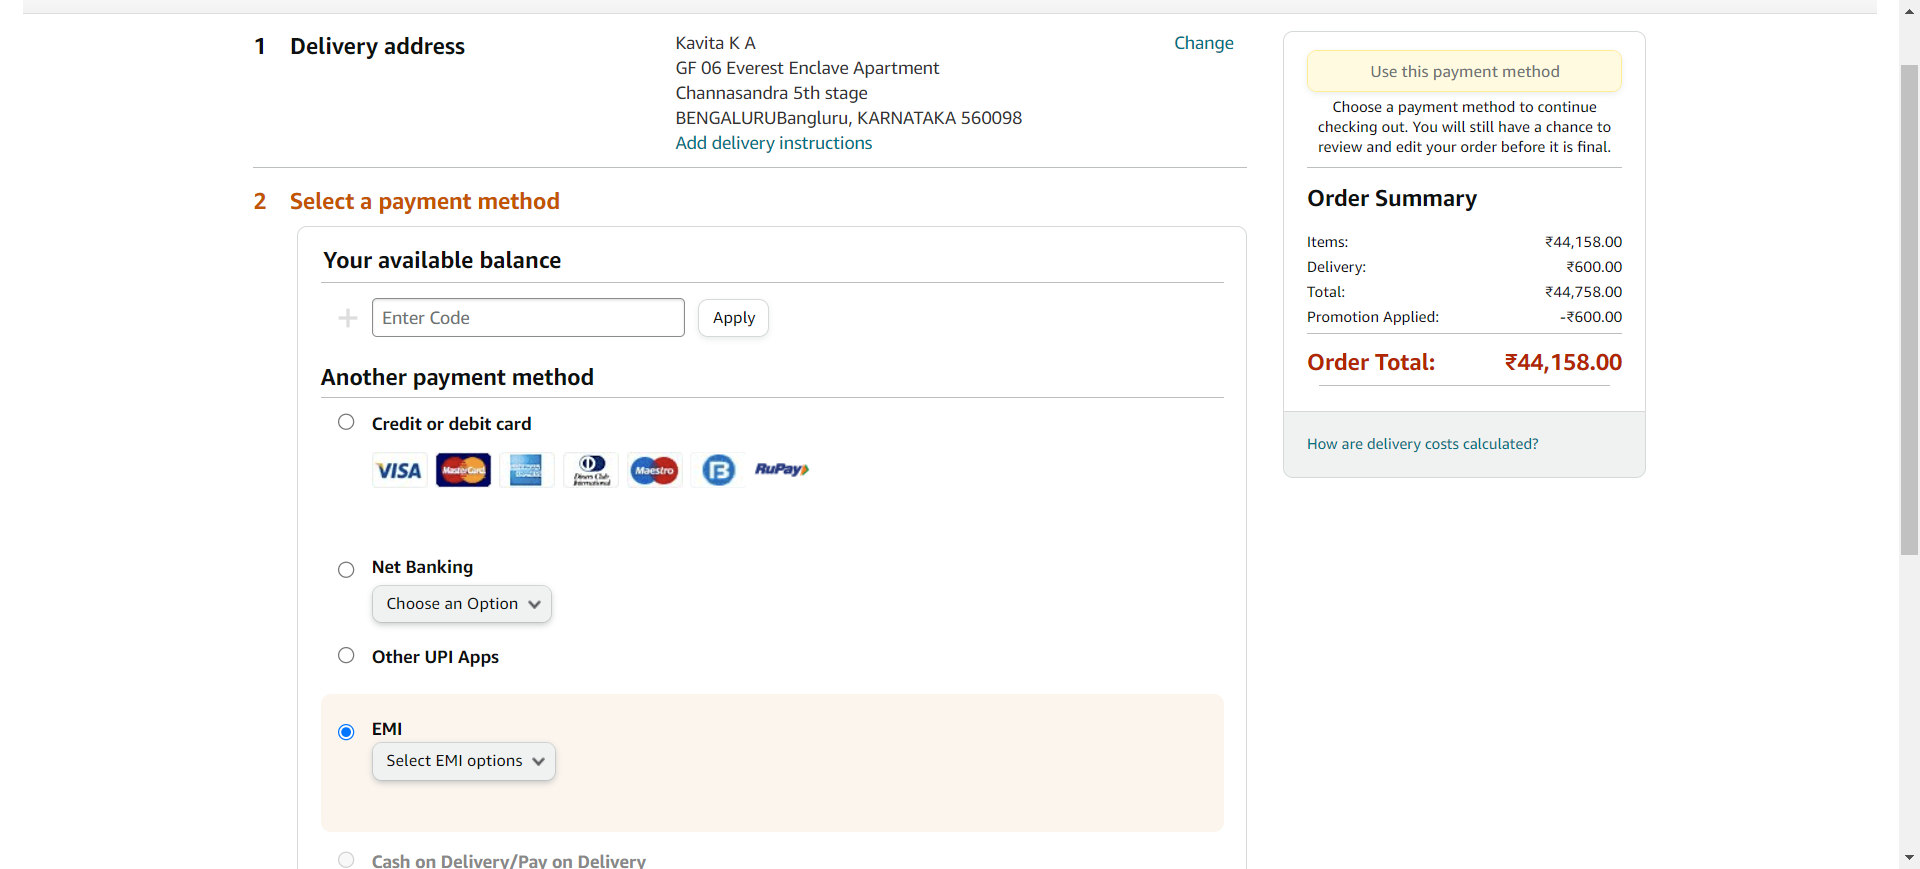 1 Delivery address
Kavita K A
GF 06 Everest Enclave Apartment
Channasandra 5th stage
BENGALURUBangluru, KARNATAKA 560098
Add delivery instructions
Change
2 Select a payment method
Your available balance
Enter Code
Apply
Another payment method
Credit or debit card
VISA MasterCard AMERICAN EXPRESS Diners Club International Maestro RuPay
Net Banking
Choose an Option
Other UPI Apps
EMI
Select EMI options
Cash on Delivery/Pay on Delivery
Use this payment method
Choose a payment method to continue
checking out. You will still have a chance to
review and edit your order before it is final.
Order Summary
Items: ₹44,158.00
Delivery: ₹600.00
Total: ₹44,758.00
Promotion Applied: -₹600.00
Order Total: ₹44,158.00
How are delivery costs calculated?